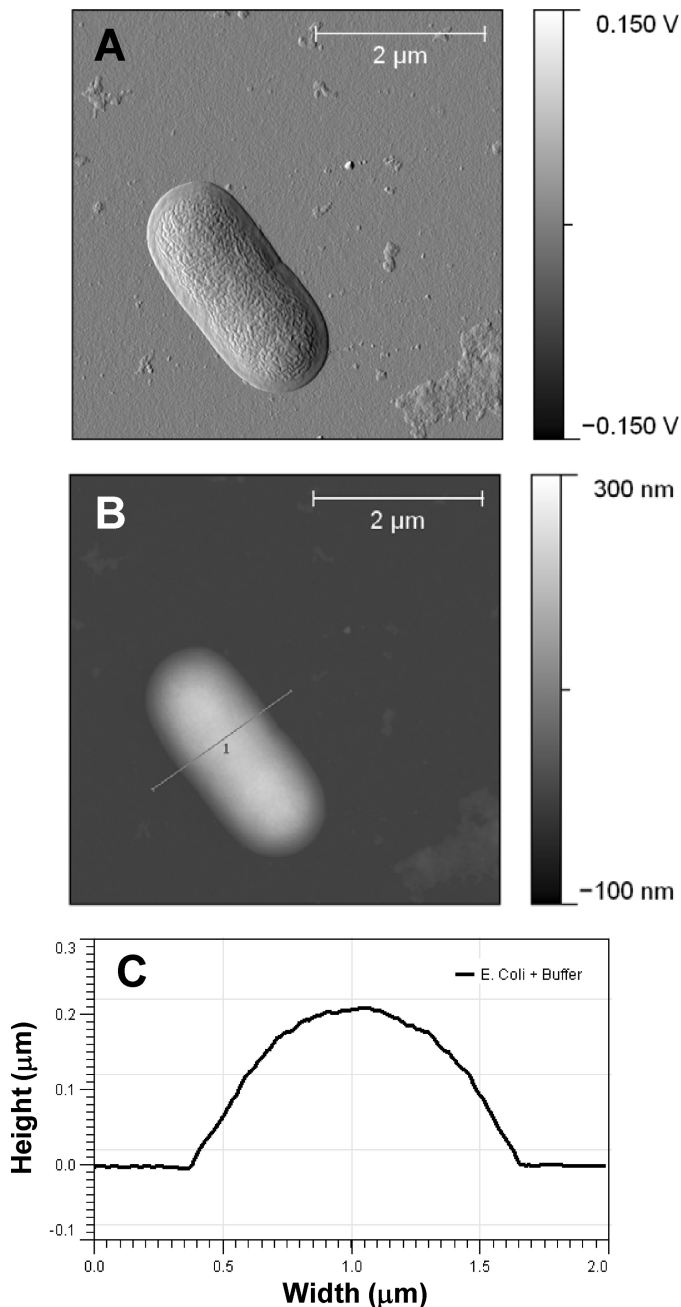 A
2 μm
0.150 V
−0.150 V
B
2 μm
300 nm
1
−100 nm
C
E. Coli + Buffer
Height (μm)
0.3
0.2
0.1
0.0
-0.1
0.0 0.5 1.0 1.5 2.0
Width (μm)